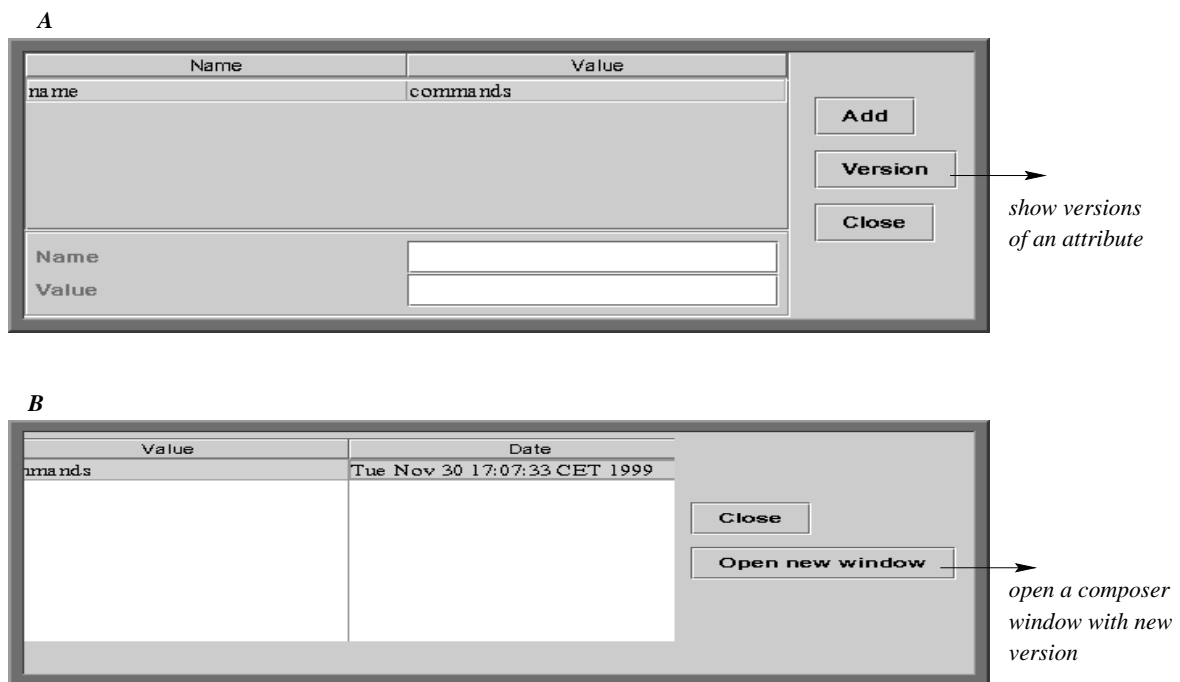 A
Name Value
name commands
Add
Version
Close
show versions
of an attribute
Name
Value
B
Value Date
mmands Tue Nov 30 17:07:33 CET 1999
Close
Open new window
open a composer
window with new
version